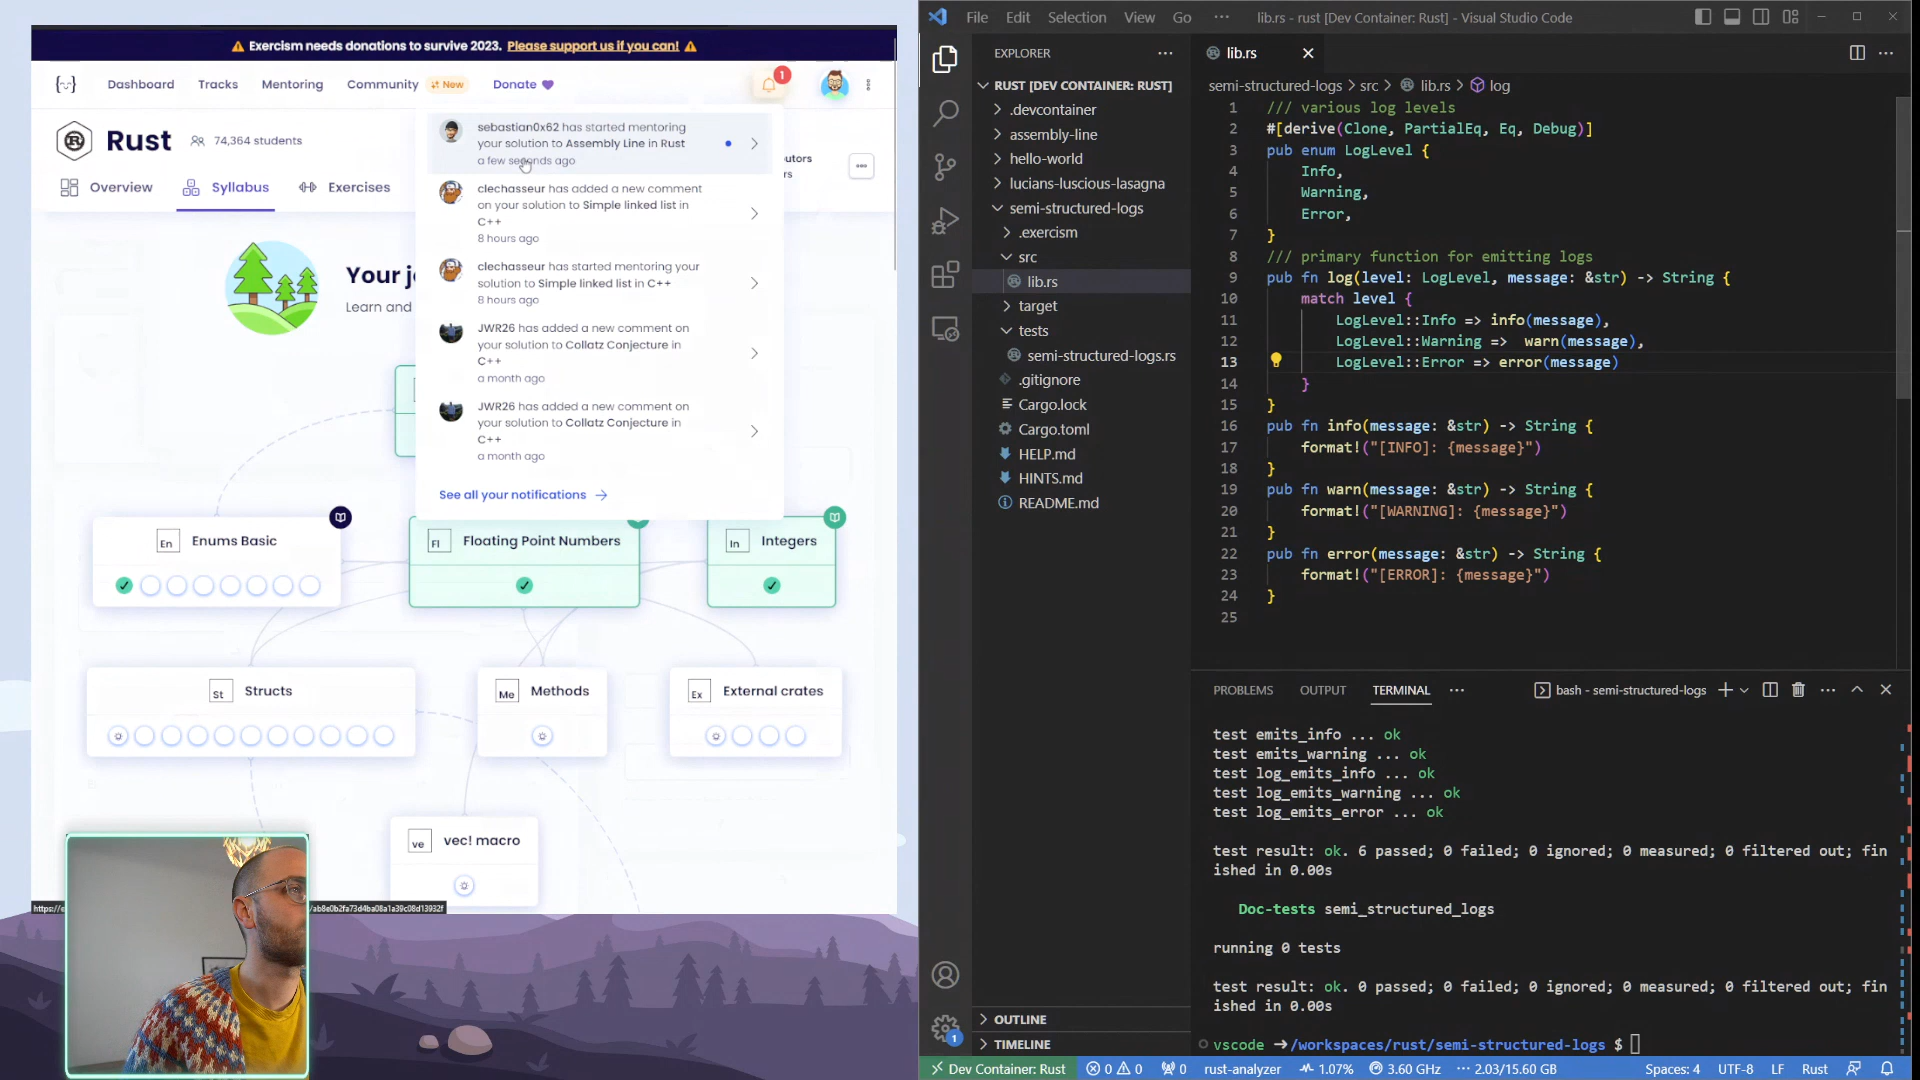 ⚠ Exercism needs donations to survive 2023. Please support us if you can! ⚠
Dashboard
Tracks
Mentoring
Community
New
Donate
1
Rust
74,364 students
Overview
Syllabus
Exercises
utors
rs
sebastian0x62 has started mentoring
your solution to Assembly Line in Rust
a few seconds ago
clechasseur has added a new comment
on your solution to Simple linked list in
C++
8 hours ago
clechasseur has started mentoring your
solution to Simple linked list in C++
8 hours ago
JWR26 has added a new comment on
your solution to Collatz Conjecture in
C++
a month ago
JWR26 has added a new comment on
your solution to Collatz Conjecture in
C++
a month ago
See all your notifications
Your j
Learn and
En
Enums Basic
Fl
Floating Point Numbers
In
Integers
St
Structs
Me
Methods
Ex
External crates
ve
vec! macro
File
Edit
Selection
View
Go
lib.rs - rust [Dev Container: Rust] - Visual Studio Code
EXPLORER
RUST [DEV CONTAINER: RUST]
.devcontainer
assembly-line
hello-world
lucians-luscious-lasagna
semi-structured-logs
.exercism
src
lib.rs
target
tests
semi-structured-logs.rs
.gitignore
Cargo.lock
Cargo.toml
HELP.md
HINTS.md
README.md
OUTLINE
TIMELINE
lib.rs
semi-structured-logs > src > lib.rs > log
1 /// various log levels
2 #[derive(Clone, PartialEq, Eq, Debug)]
3 pub enum LogLevel {
4 Info,
5 Warning,
6 Error,
7 }
8 /// primary function for emitting logs
9 pub fn log(level: LogLevel, message: &str) -> String {
10 match level {
11 LogLevel::Info => info(message),
12 LogLevel::Warning => warn(message),
13 LogLevel::Error => error(message)
14 }
15 }
16 pub fn info(message: &str) -> String {
17 format!("[INFO]: {message}")
18 }
19 pub fn warn(message: &str) -> String {
20 format!("[WARNING]: {message}")
21 }
22 pub fn error(message: &str) -> String {
23 format!("[ERROR]: {message}")
24 }
25
PROBLEMS
OUTPUT
TERMINAL
bash - semi-structured-logs
test emits_info ... ok
test emits_warning ... ok
test log_emits_info ... ok
test log_emits_warning ... ok
test log_emits_error ... ok
test result: ok. 6 passed; 0 failed; 0 ignored; 0 measured; 0 filtered out; fin
ished in 0.00s
Doc-tests semi_structured_logs
running 0 tests
test result: ok. 0 passed; 0 failed; 0 ignored; 0 measured; 0 filtered out; fin
ished in 0.00s
vscode ➜ /workspaces/rust/semi-structured-logs $
1
Dev Container: Rust
0
0
0
rust-analyzer
1.07%
3.60 GHz
2.03/15.60 GB
Spaces: 4
UTF-8
LF
Rust